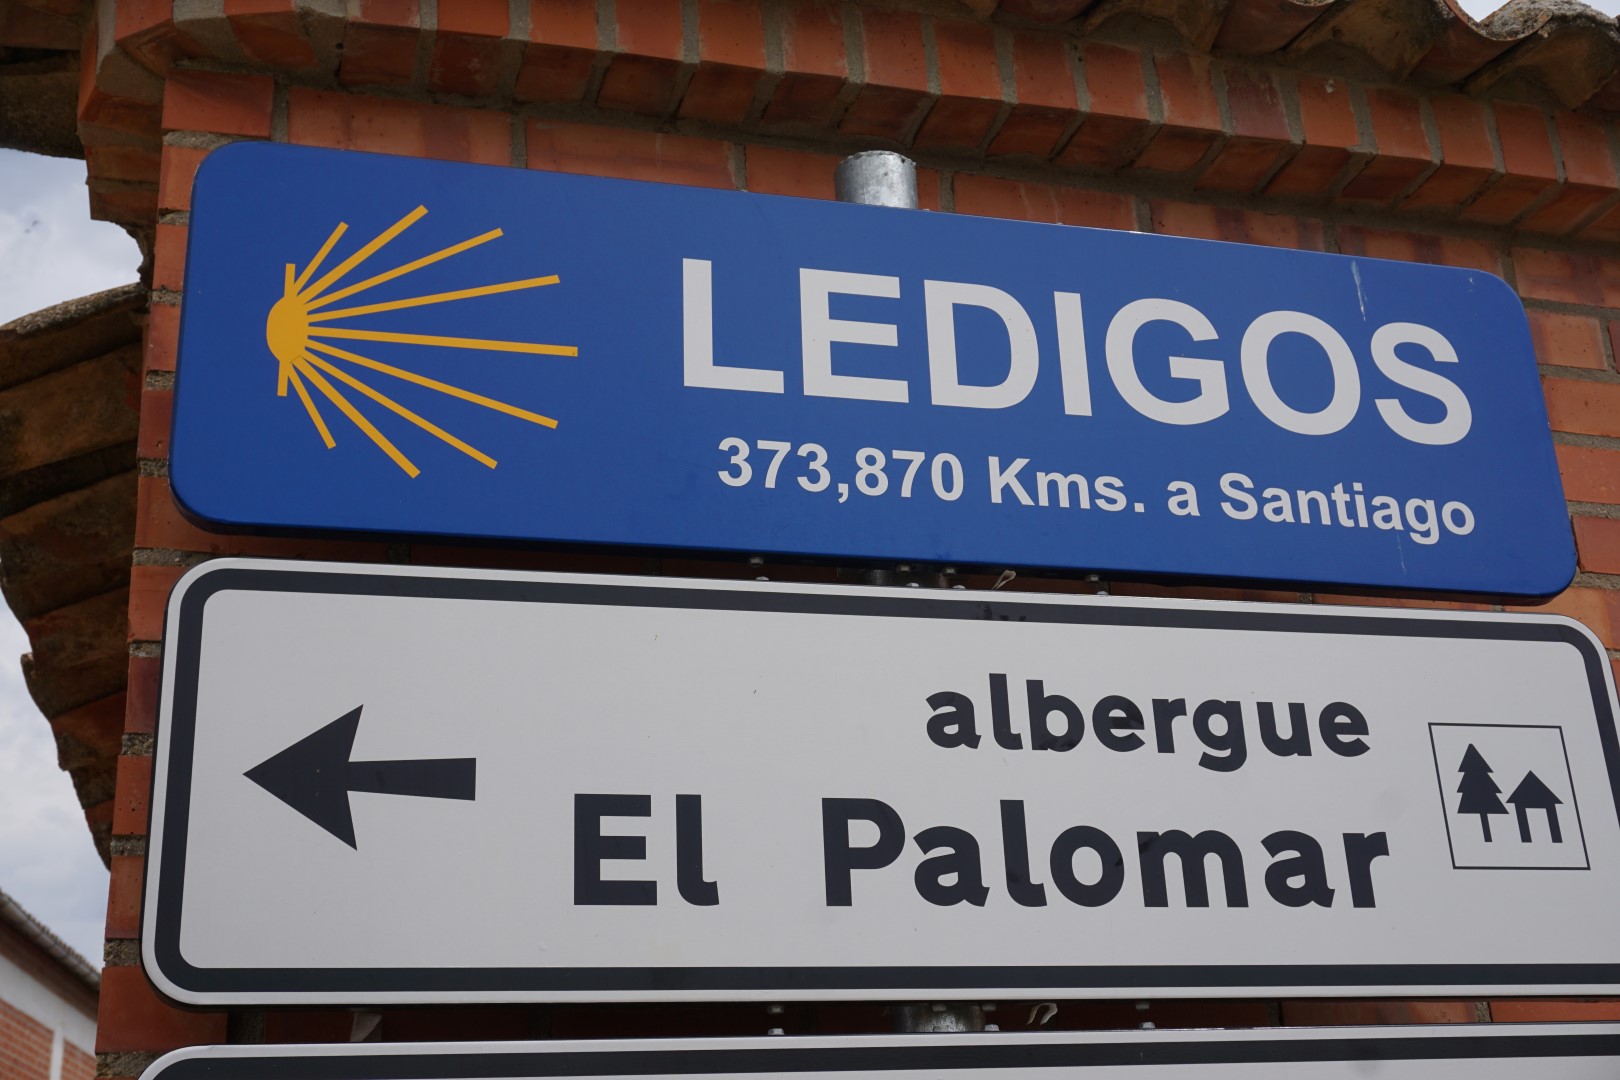 LEDIGOS
373,870 Kms. a Santiago
albergue
El Palomar